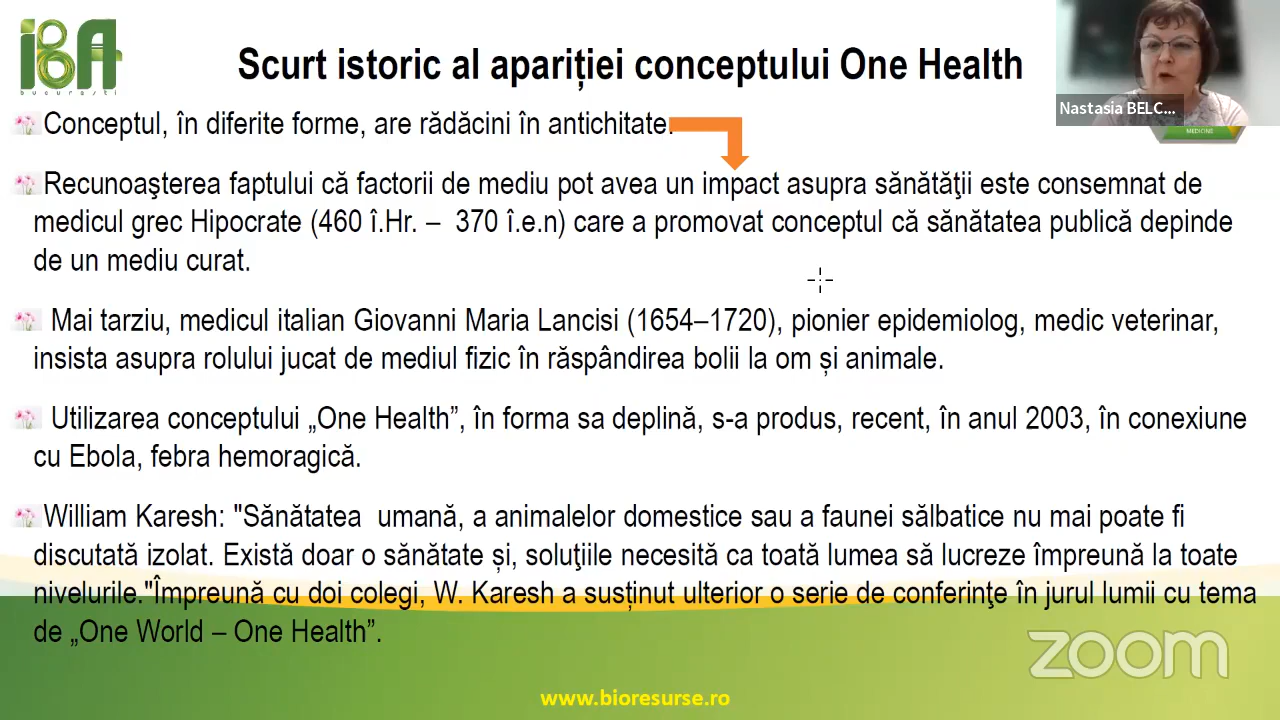 IBA
bucurești
Scurt istoric al apariției conceptului One Health
Nastasia BELC...
MEDICINE
Conceptul, în diferite forme, are rădăcini în antichitate.
Recunoaşterea faptului că factorii de mediu pot avea un impact asupra sănătăţii este consemnat de
medicul grec Hipocrate (460 î.Hr. – 370 î.e.n) care a promovat conceptul că sănătatea publică depinde
de un mediu curat.
Mai tarziu, medicul italian Giovanni Maria Lancisi (1654–1720), pionier epidemiolog, medic veterinar,
insista asupra rolului jucat de mediul fizic în răspândirea bolii la om și animale.
Utilizarea conceptului „One Health”, în forma sa deplină, s-a produs, recent, în anul 2003, în conexiune
cu Ebola, febra hemoragică.
William Karesh: "Sănătatea umană, a animalelor domestice sau a faunei sălbatice nu mai poate fi
discutată izolat. Există doar o sănătate și, soluţiile necesită ca toată lumea să lucreze împreună la toate
nivelurile. "Împreună cu doi colegi, W. Karesh a susținut ulterior o serie de conferinţe în jurul lumii cu tema
de „One World – One Health”.
zoom
www.bioresurse.ro